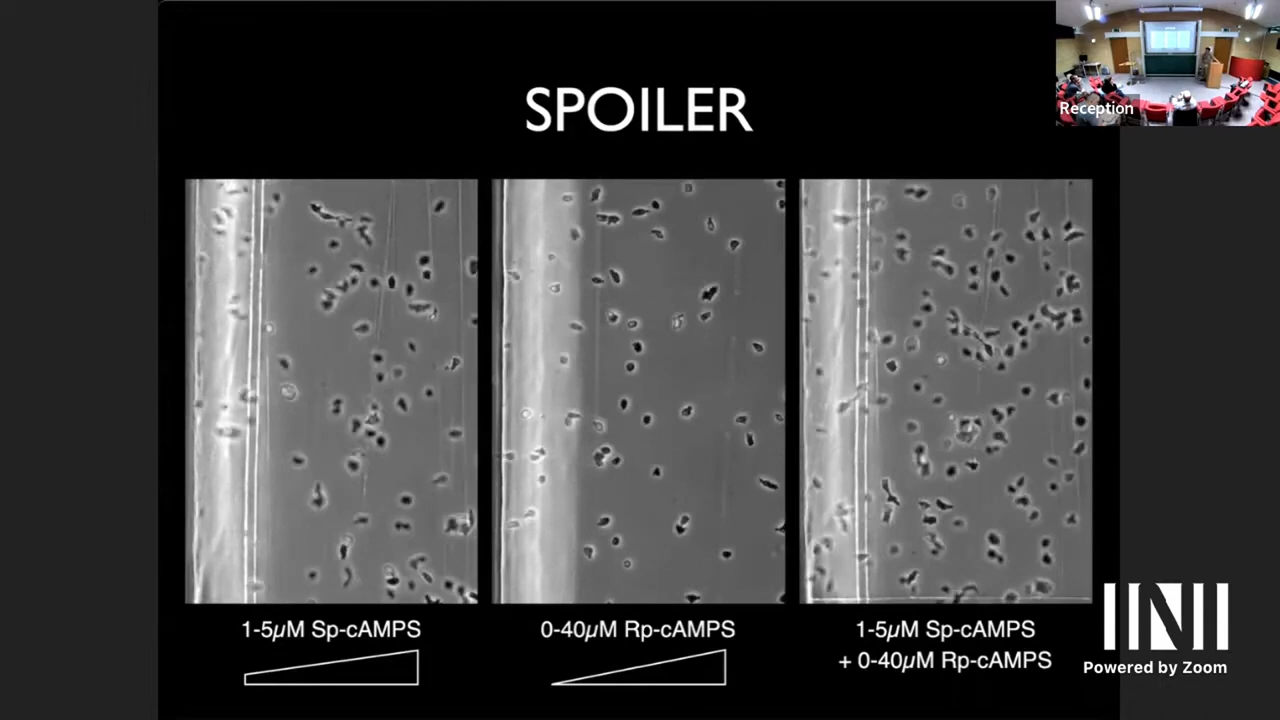 SPOILER
Reception
1-5µM Sp-cAMPS
0-40µM Rp-cAMPS
1-5µM Sp-cAMPS
+ 0-40µM Rp-cAMPS
INI
Powered by Zoom